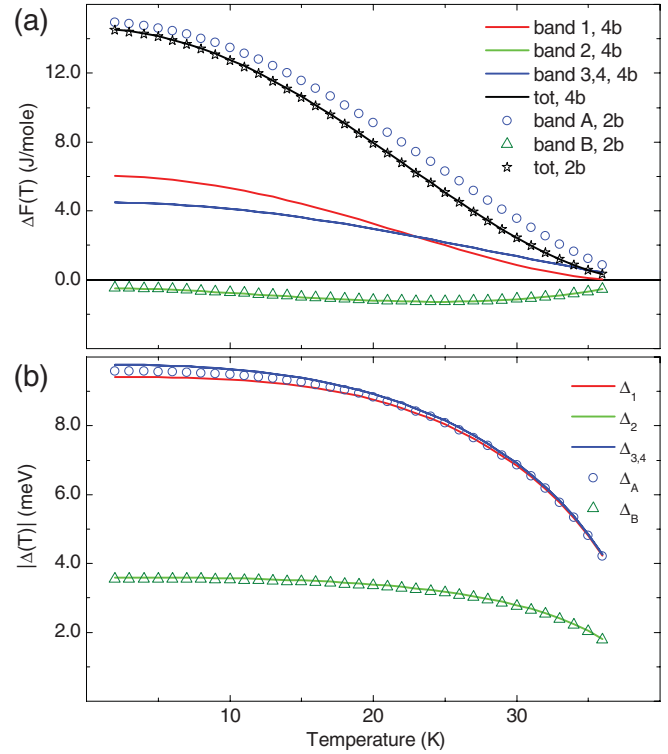 (a)
14.0
12.0
8.0
4.0
0.0
ΔF(T) (J/mole)
band 1, 4b
band 2, 4b
band 3,4, 4b
tot, 4b
band A, 2b
band B, 2b
tot, 2b
(b)
8.0
6.0
4.0
2.0
|Δ(T)| (meV)
Δ1
Δ2
Δ3,4
ΔA
ΔB
10
20
30
Temperature (K)